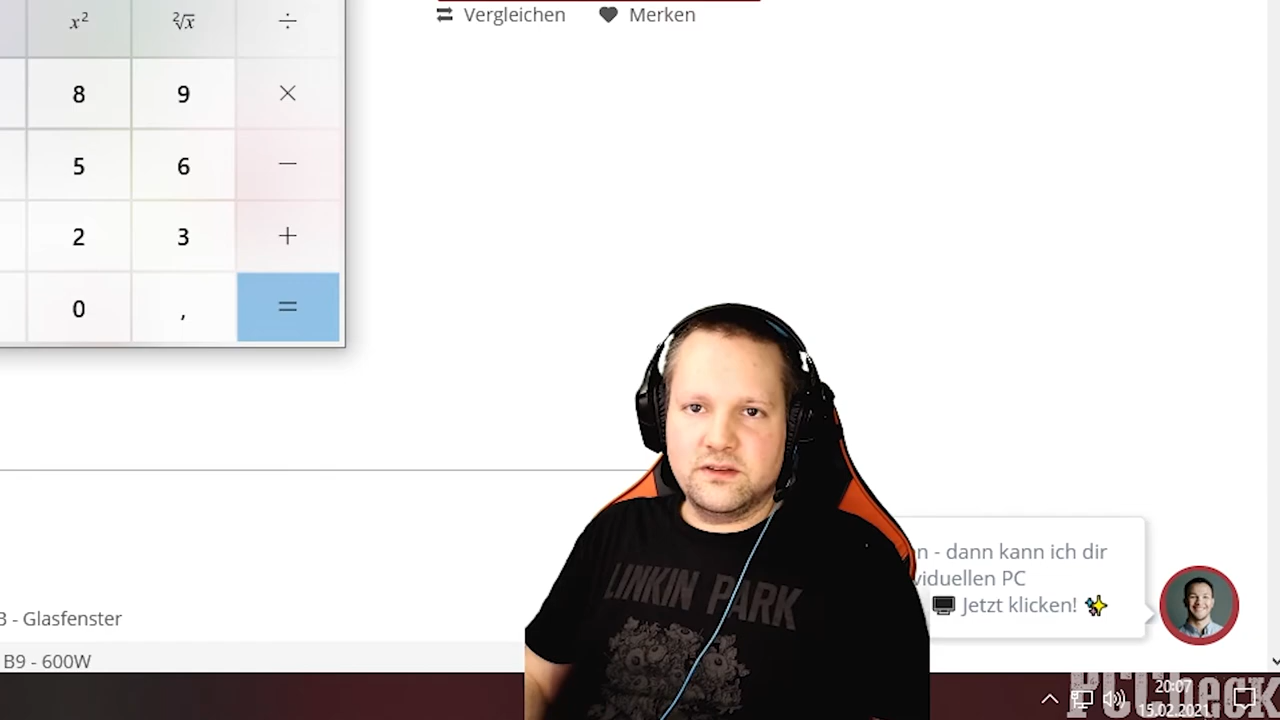 x²
²√x
÷
Vergleichen
Merken
8
9
×
5
6
−
2
3
+
0
,
=
n - dann kann ich dir
viduellen PC
Jetzt klicken!
LINKIN PARK
B - Glasfenster
B9 - 600W
PCCheck
20:07
15.02.2021